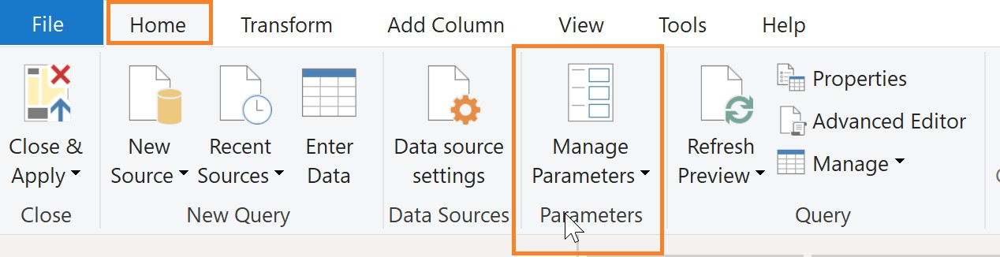 File Home Transform Add Column View Tools Help
Close &
Apply
New
Source
Recent
Sources
Enter
Data
Data source
settings
Manage
Parameters
Refresh
Preview
Properties
Advanced Editor
Manage
Close New Query Data Sources Parameters Query